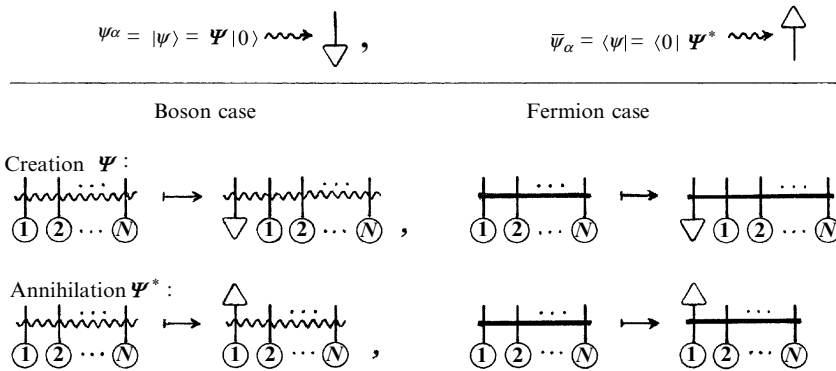 ψα = |ψ⟩ = Ψ |0⟩ , ψ̅α = ⟨ψ| = ⟨0| Ψ*
Boson case Fermion case
Creation Ψ :
... ... ... ...
1 2 ... N 1 2 ... N , 1 2 ... N 1 2 ... N
Annihilation Ψ* :
... ... ... ...
1 2 ... N 1 2 ... N , 1 2 ... N 1 2 ... N